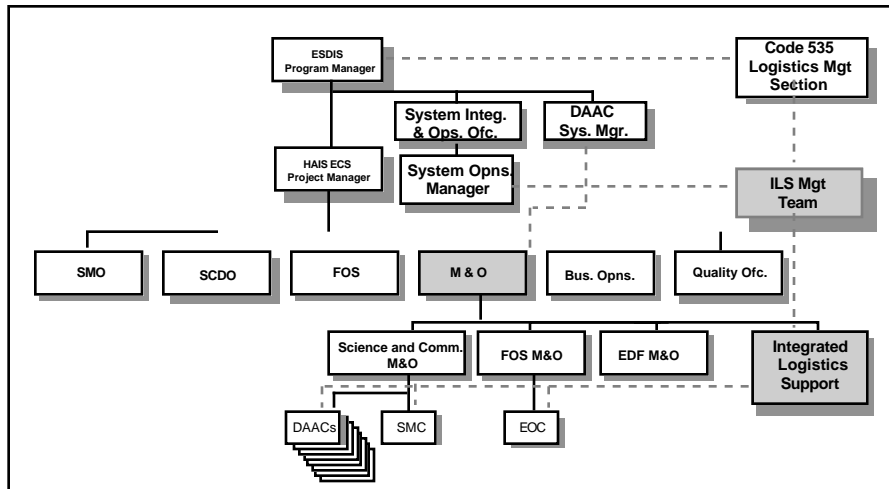 ESDIS
Program Manager
Code 535
Logistics Mgt
Section
System Integ.
& Ops. Ofc.
DAAC
Sys. Mgr.
HAIS ECS
Project Manager
System Opns.
Manager
ILS Mgt
Team
SMO
SCDO
FOS
M & O
Bus. Opns.
Quality Ofc.
Science and Comm.
M&O
FOS M&O
EDF M&O
Integrated
Logistics
Support
DAACs
SMC
EOC